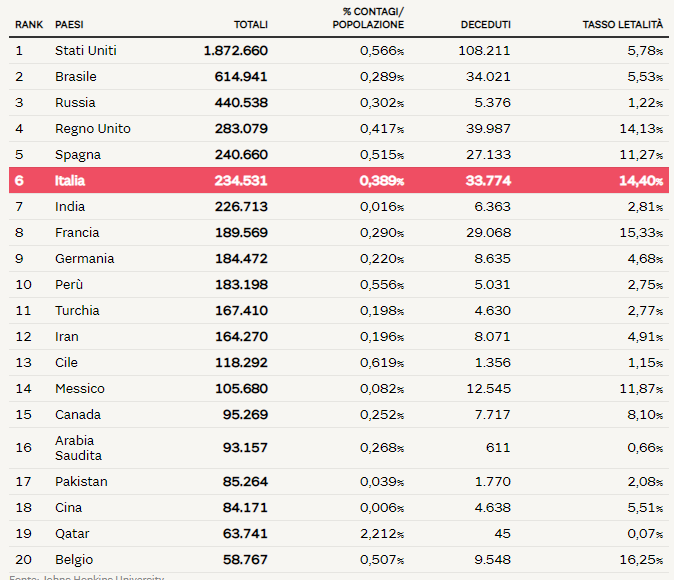 % CONTAGI/
RANK PAESI TOTALI POPOLAZIONE DECEDUTI TASSO LETALITÀ
1 Stati Uniti 1.872.660 0,566% 108.211 5,78%
2 Brasile 614.941 0,289% 34.021 5,53%
3 Russia 440.538 0,302% 5.376 1,22%
4 Regno Unito 283.079 0,417% 39.987 14,13%
5 Spagna 240.660 0,515% 27.133 11,27%
6 Italia 234.531 0,389% 33.774 14,40%
7 India 226.713 0,016% 6.363 2,81%
8 Francia 189.569 0,290% 29.068 15,33%
9 Germania 184.472 0,220% 8.635 4,68%
10 Perù 183.198 0,556% 5.031 2,75%
11 Turchia 167.410 0,198% 4.630 2,77%
12 Iran 164.270 0,196% 8.071 4,91%
13 Cile 118.292 0,619% 1.356 1,15%
14 Messico 105.680 0,082% 12.545 11,87%
15 Canada 95.269 0,252% 7.717 8,10%
16 Arabia Saudita 93.157 0,268% 611 0,66%
17 Pakistan 85.264 0,039% 1.770 2,08%
18 Cina 84.171 0,006% 4.638 5,51%
19 Qatar 63.741 2,212% 45 0,07%
20 Belgio 58.767 0,507% 9.548 16,25%
Fonte: Johns Hopkins University